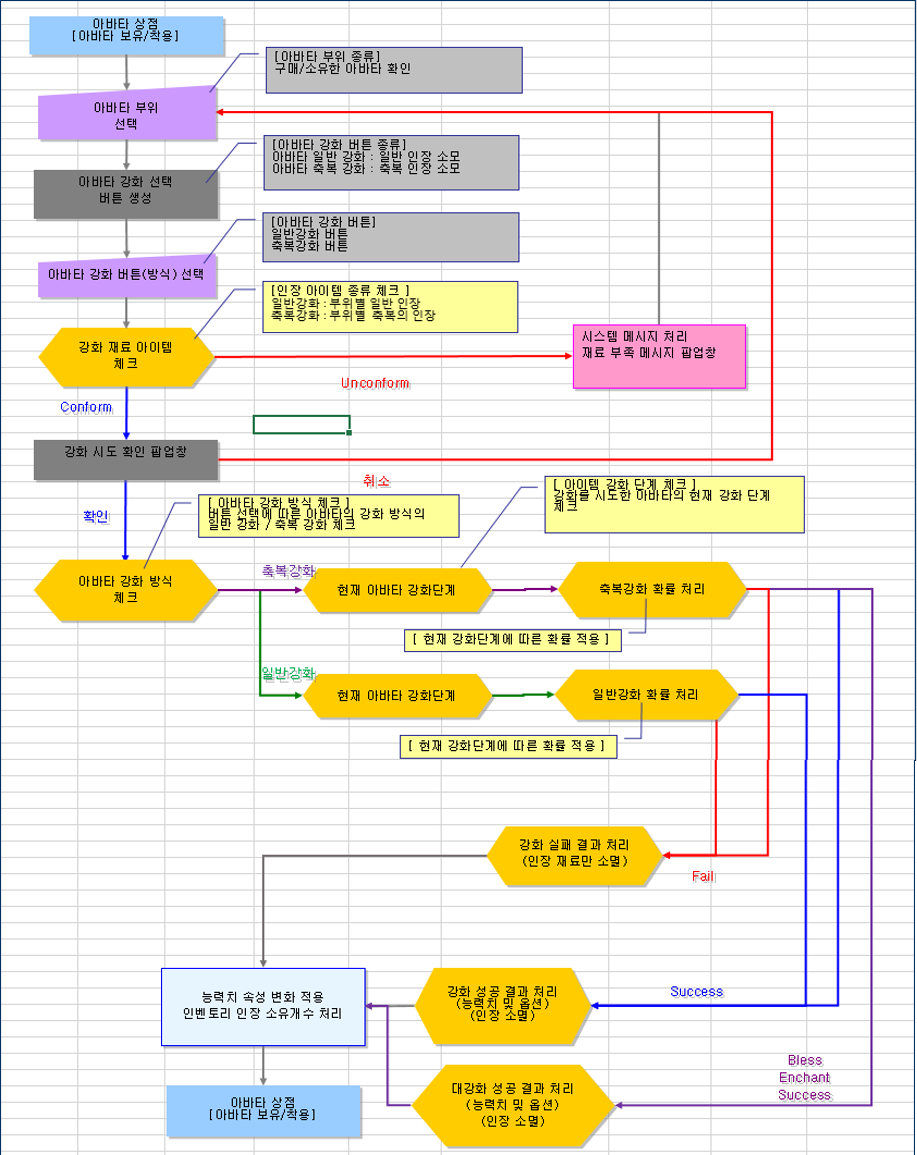 아바타 상점
[아바타 보유/착용]
[아바타 부위 종류]
구매/소유한 아바타 확인
아바타 부위
선택
[아바타 강화 버튼 종류]
아바타 일반 강화 : 일반 인장 소모
아바타 축복 강화 : 축복 인장 소모
아바타 강화 선택
버튼 생성
[아바타 강화 버튼]
일반강화 버튼
축복강화 버튼
아바타 강화 버튼(방식) 선택
[인장 아이템 종류 체크 ]
일반강화 : 부위별 일반 인장
축복강화 : 부위별 축복의 인장
강화 재료 아이템
체크
시스템 메시지 처리
재료 부족 메시지 팝업창
Unconform
Conform
강화 시도 확인 팝업창
취소
[ 아바타 강화 방식 체크 ]
버튼 선택에 따른 아바타의 강화 방식의
일반 강화 / 축복 강화 체크
[ 아이템 강화 단계 체크 ]
강화를 시도한 아바타의 현재 강화 단계
체크
확인
아바타 강화 방식
체크
축복강화
현재 아바타 강화단계
축복강화 확률 처리
[ 현재 강화단계에 따른 확률 적용 ]
일반강화
현재 아바타 강화단계
일반강화 확률 처리
[ 현재 강화단계에 따른 확률 적용 ]
강화 실패 결과 처리
(인장 재료만 소멸)
Fail
능력치 속성 변화 적용
인벤토리 인장 소유개수 처리
강화 성공 결과 처리
(능력치 및 옵션)
(인장 소멸)
Success
Bless
Enchant
Success
대강화 성공 결과 처리
(능력치 및 옵션)
(인장 소멸)
아바타 상점
[아바타 보유/착용]